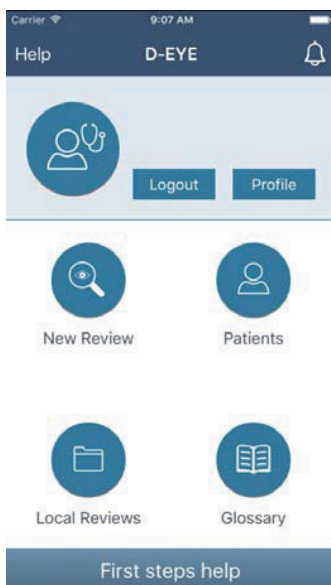 Carrier 9:07 AM
Help D-EYE
Logout Profile
New Review Patients
Local Reviews Glossary
First steps help